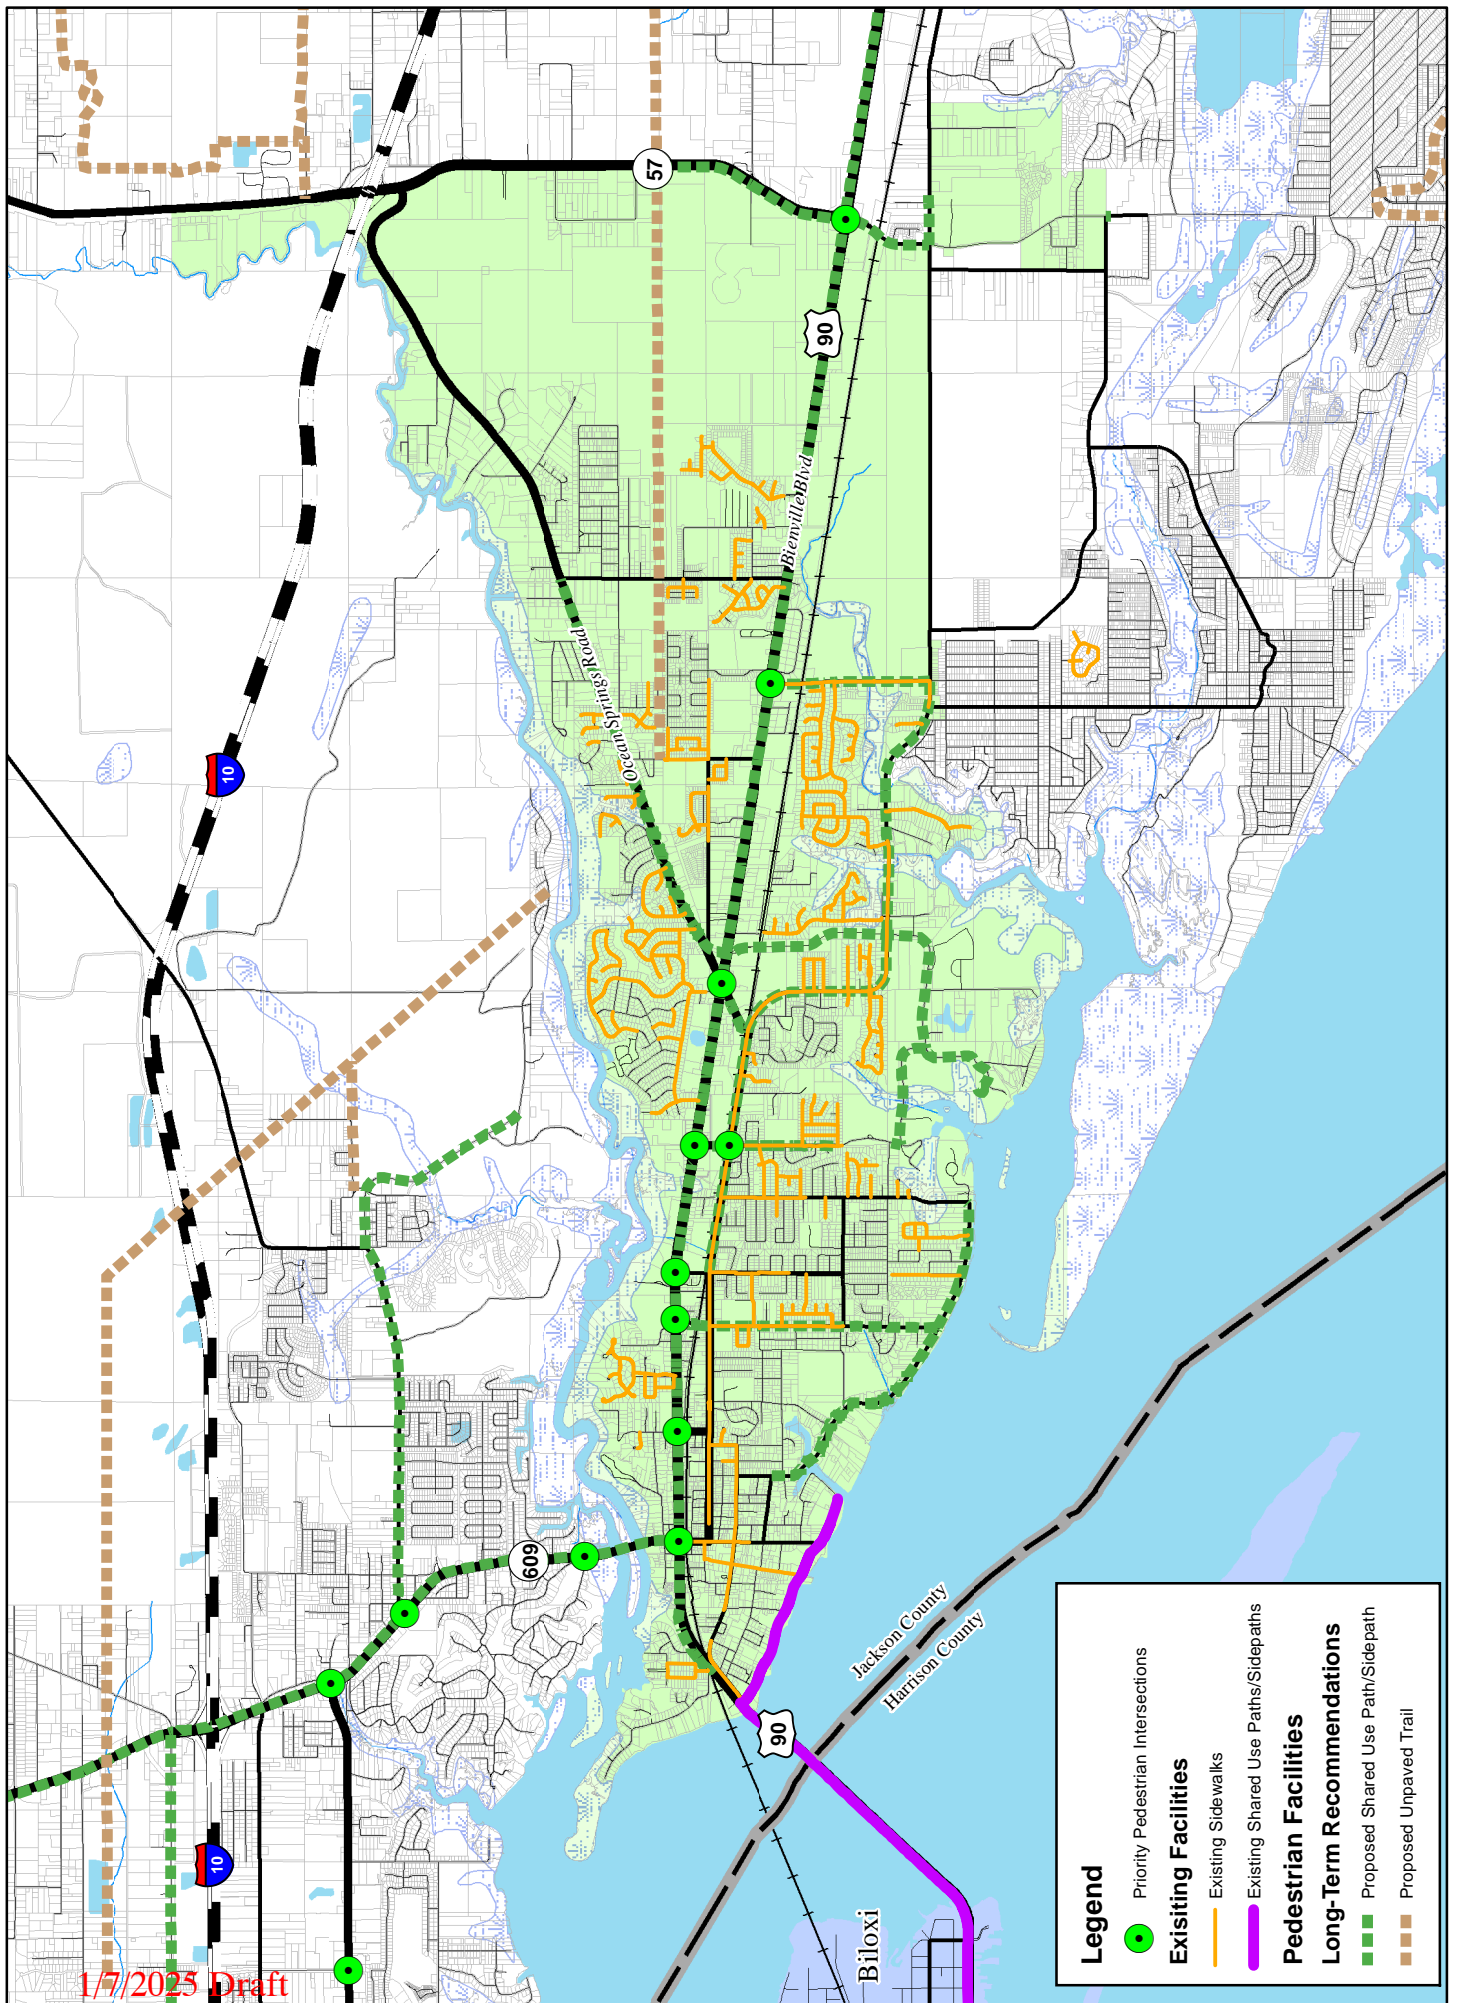 1/7/2025 Draft
57
90
Bienville Blvd
Ocean Springs Road
10
609
Jackson County
Harrison County
90
10
Biloxi
Legend
Priority Pedestrian Intersections
Exisiting Facilities
Existing Sidewalks
Existing Shared Use Paths/Sidepaths
Pedestrian Facilities
Long-Term Recommendations
Proposed Shared Use Path/Sidepath
Proposed Unpaved Trail